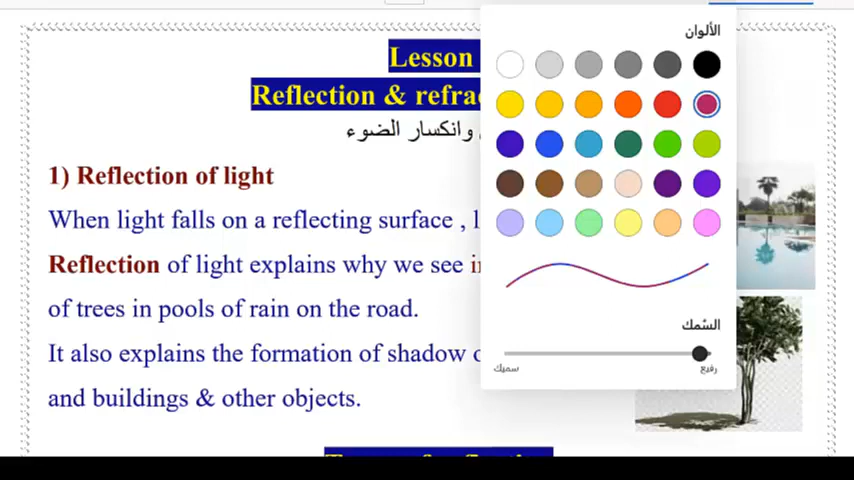 Lesson
Reflection & refrac
وانكسار الضوء
1) Reflection of light
When light falls on a reflecting surface ,
Reflection of light explains why we see
of trees in pools of rain on the road.
It also explains the formation of shadow
and buildings & other objects.
الألوان
السُمك
رفيع
سميك